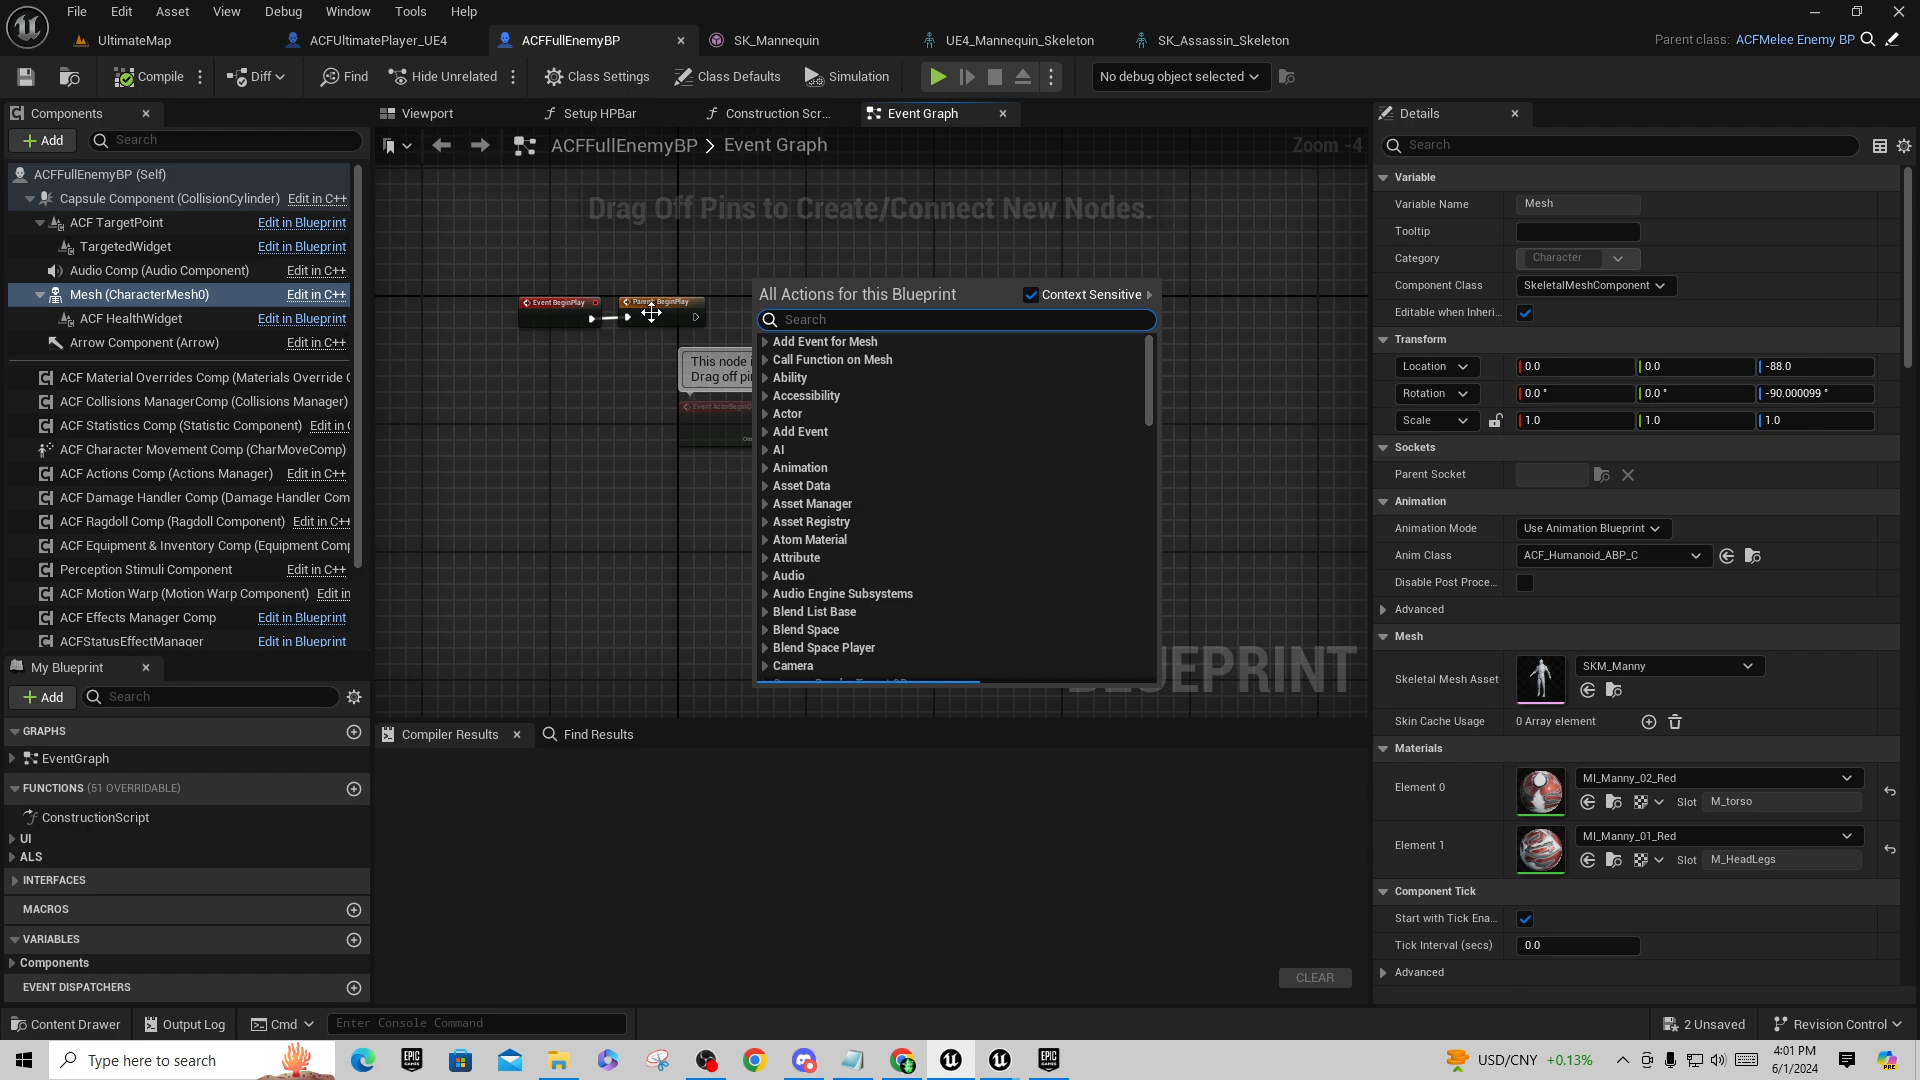 File Edit Asset View Debug Window Tools Help
UltimateMap ACFUltimatePlayer_UE4 ACFFullEnemyBP SK_Mannequin UE4_Mannequin_Skeleton SK_Assassin_Skeleton Parent class: ACFMelee Enemy BP
Compile Diff Find Hide Unrelated Class Settings Class Defaults Simulation No debug object selected
Components
Add Search
ACFFullEnemyBP (Self)
Capsule Component (CollisionCylinder) Edit in C++
ACF TargetPoint Edit in Blueprint
TargetedWidget Edit in Blueprint
Audio Comp (Audio Component) Edit in C++
Mesh (CharacterMesh0) Edit in C++
ACF HealthWidget Edit in Blueprint
Arrow Component (Arrow) Edit in C++
ACF Material Overrides Comp (Materials Override C
ACF Collisions ManagerComp (Collisions Manager)
ACF Statistics Comp (Statistic Component) Edit in C
ACF Character Movement Comp (CharMoveComp)
ACF Actions Comp (Actions Manager) Edit in C++
ACF Damage Handler Comp (Damage Handler Com
ACF Ragdoll Comp (Ragdoll Component) Edit in C++
ACF Equipment & Inventory Comp (Equipment Comp
Perception Stimuli Component Edit in C++
ACF Motion Warp (Motion Warp Component) Edit in
ACF Effects Manager Comp Edit in Blueprint
ACFStatusEffectManager Edit in Blueprint
My Blueprint
Add Search
GRAPHS
EventGraph
FUNCTIONS (51 OVERRIDABLE)
ConstructionScript
UI
ALS
INTERFACES
MACROS
VARIABLES
Components
EVENT DISPATCHERS
Viewport Setup HPBar Construction Scr... Event Graph
ACFFullEnemyBP > Event Graph Zoom -4
Drag Off Pins to Create/Connect New Nodes.
Event BeginPlay
Parent: BeginPlay
This node i
Drag off pin
Event ActorBeginO
BLUEPRINT
All Actions for this Blueprint Context Sensitive
Search
Add Event for Mesh
Call Function on Mesh
Ability
Accessibility
Actor
Add Event
AI
Animation
Asset Data
Asset Manager
Asset Registry
Atom Material
Attribute
Audio
Audio Engine Subsystems
Blend List Base
Blend Space
Blend Space Player
Camera
Compiler Results Find Results
CLEAR
Details
Search
Variable
Variable Name Mesh
Tooltip
Category Character
Component Class SkeletalMeshComponent
Editable when Inheri...
Transform
Location 0.0 0.0 -88.0
Rotation 0.0 ° 0.0 ° -90.000099 °
Scale 1.0 1.0 1.0
Sockets
Parent Socket
Animation
Animation Mode Use Animation Blueprint
Anim Class ACF_Humanoid_ABP_C
Disable Post Proce...
Advanced
Mesh
Skeletal Mesh Asset SKM_Manny
Skin Cache Usage 0 Array element
Materials
Element 0 MI_Manny_02_Red
Slot M_torso
Element 1 MI_Manny_01_Red
Slot M_HeadLegs
Component Tick
Start with Tick Ena...
Tick Interval (secs) 0.0
Advanced
Content Drawer Output Log Cmd Enter Console Command 2 Unsaved Revision Control
Type here to search EPIC GAMES EPIC GAMES USD/CNY +0.13% 4:01 PM
6/1/2024